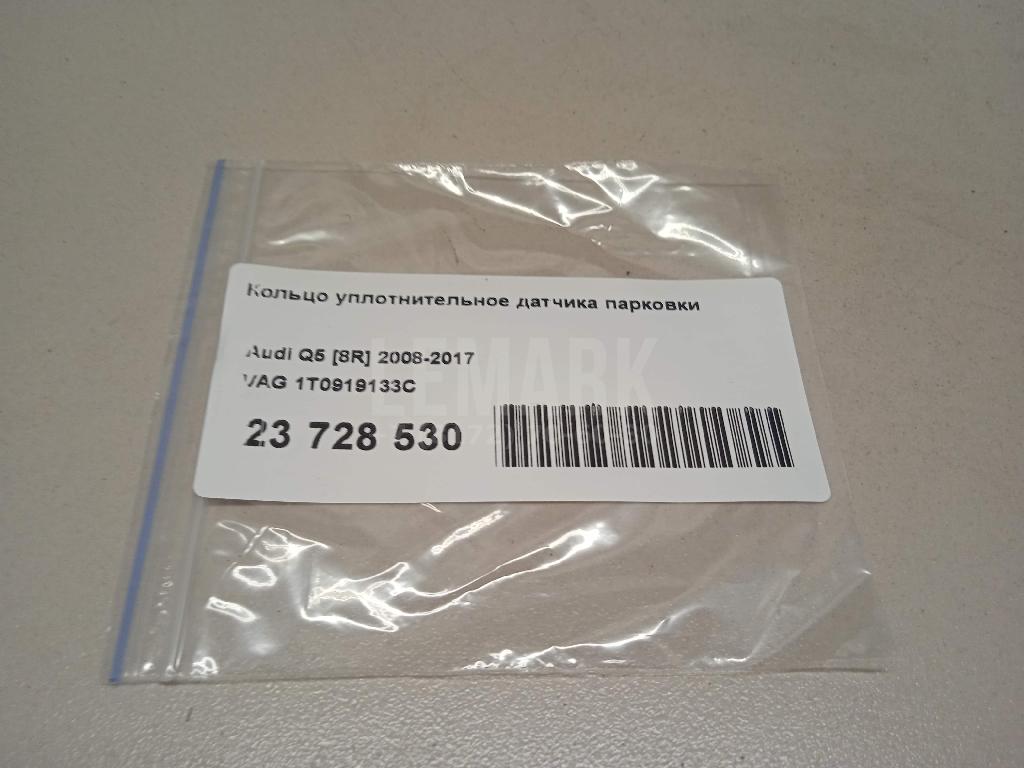 Кольцо уплотнительное датчика парковки
Audi Q5 [8R] 2008-2017
VAG 1T0919133C
LEMARK
23 728 530